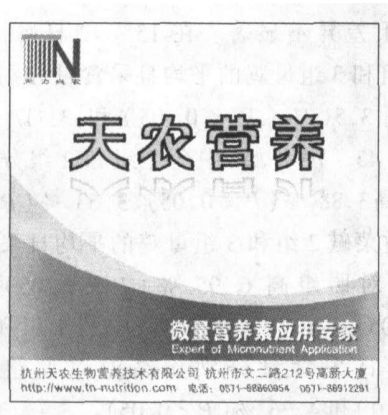 TN
天农营养
微量营养素应用专家
Expert of Micronutrient Application
杭州天农生物营养技术有限公司 杭州市文二路212号高新大厦
http://www.tn-nutrition.com 电话: 0571-88860954 0571-88912291